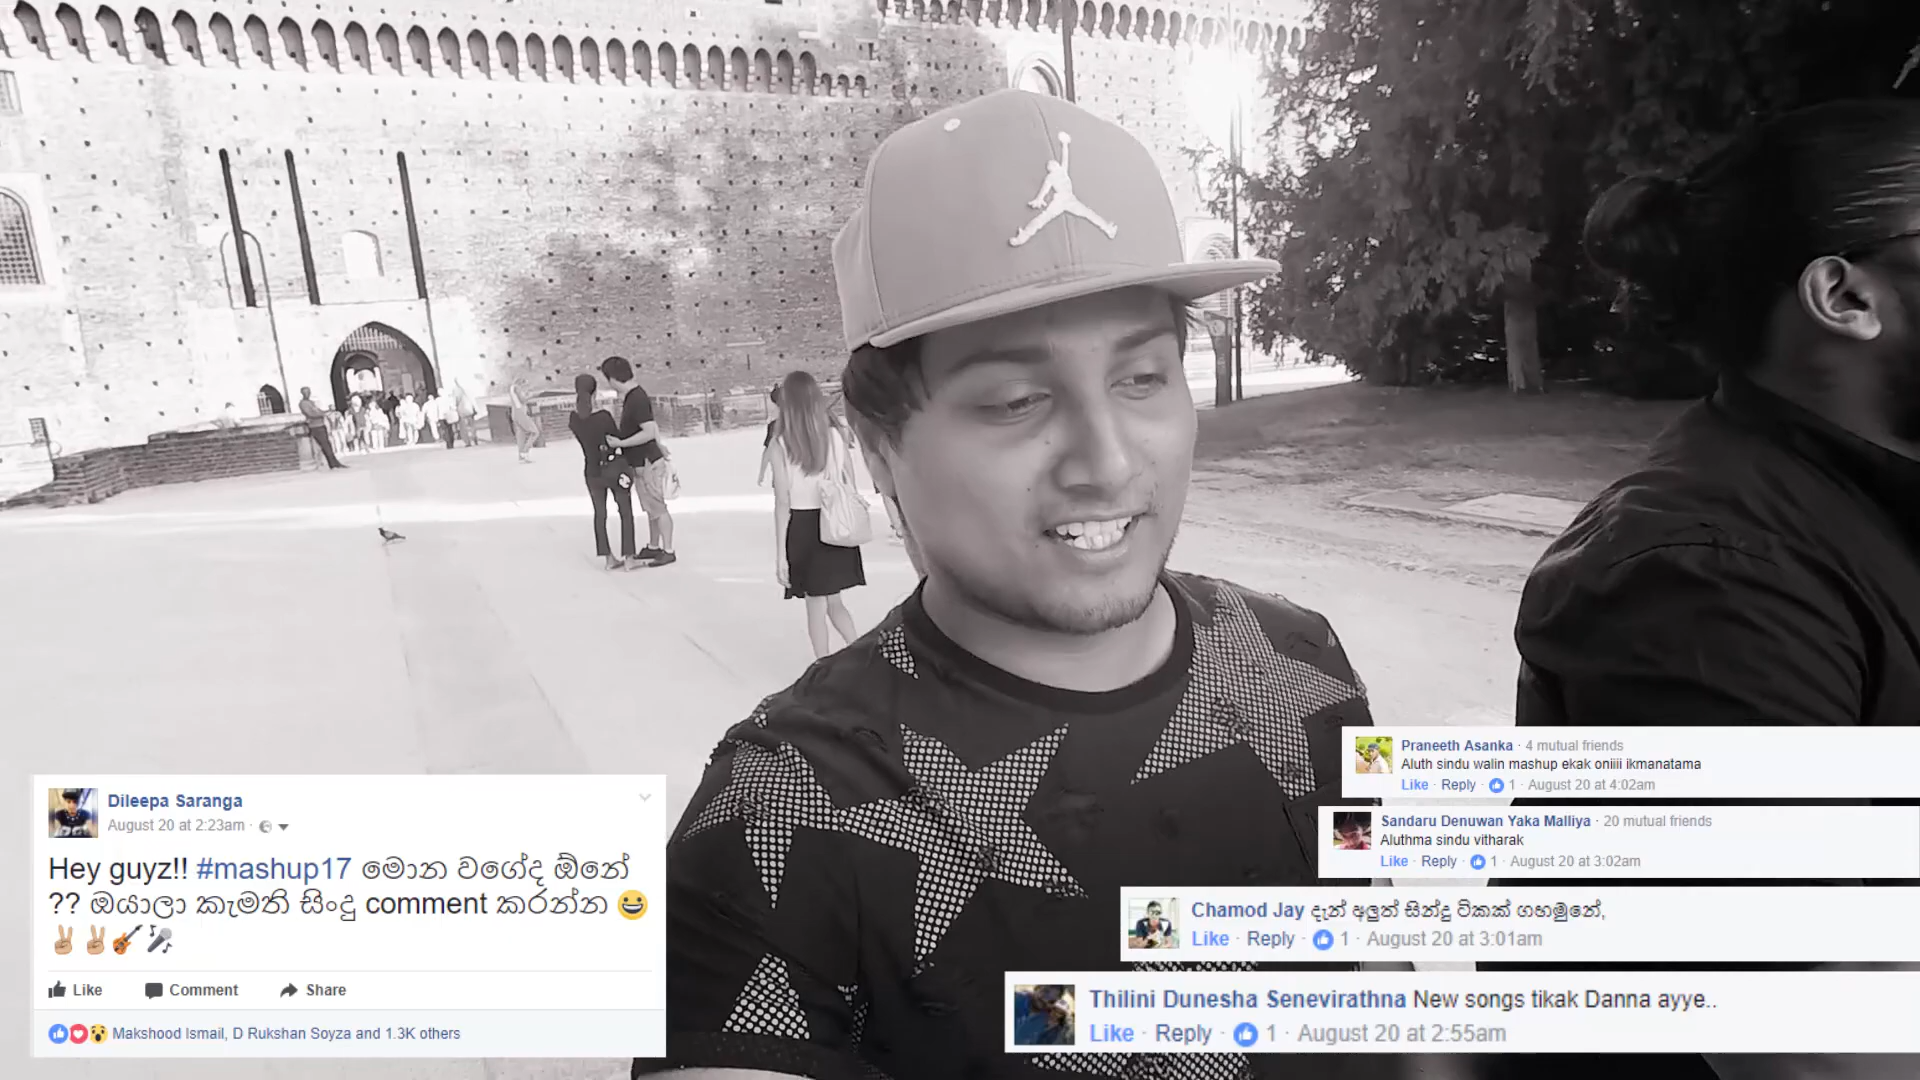 Dileepa Saranga
August 20 at 2:23am ·
Hey guyz!! #mashup17 මොන වගේද ඕනේ
?? ඔයාලා කැමති සිංදු comment කරන්න 😀
✌🏼✌🏼🎸🎤
Like Comment Share
Makshood Ismail, D Rukshan Soyza and 1.3K others
Praneeth Asanka · 4 mutual friends
Aluth sindu walin mashup ekak oniiii ikmanatama
Like · Reply · 1 · August 20 at 4:02am
Sandaru Denuwan Yaka Malliya · 20 mutual friends
Aluthma sindu vitharak
Like · Reply · 1 · August 20 at 3:02am
Chamod Jay දැන් අලුත් සින්දු ටිකක් ගහමුනේ,
Like · Reply · 1 · August 20 at 3:01am
Thilini Dunesha Senevirathna New songs tikak Danna ayye..
Like · Reply · 1 · August 20 at 2:55am